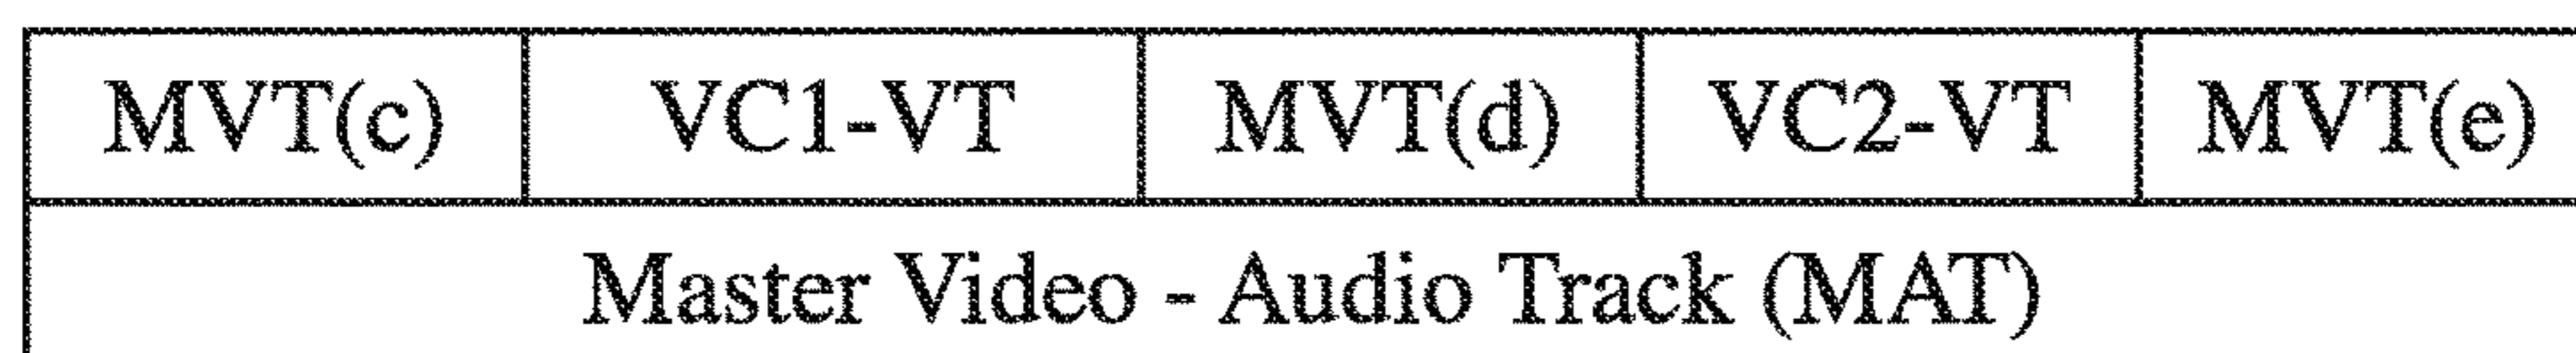 MVT(c) VC1-VT MVT(d) VC2-VT MVT(e)
Master Video - Audio Track (MAT)